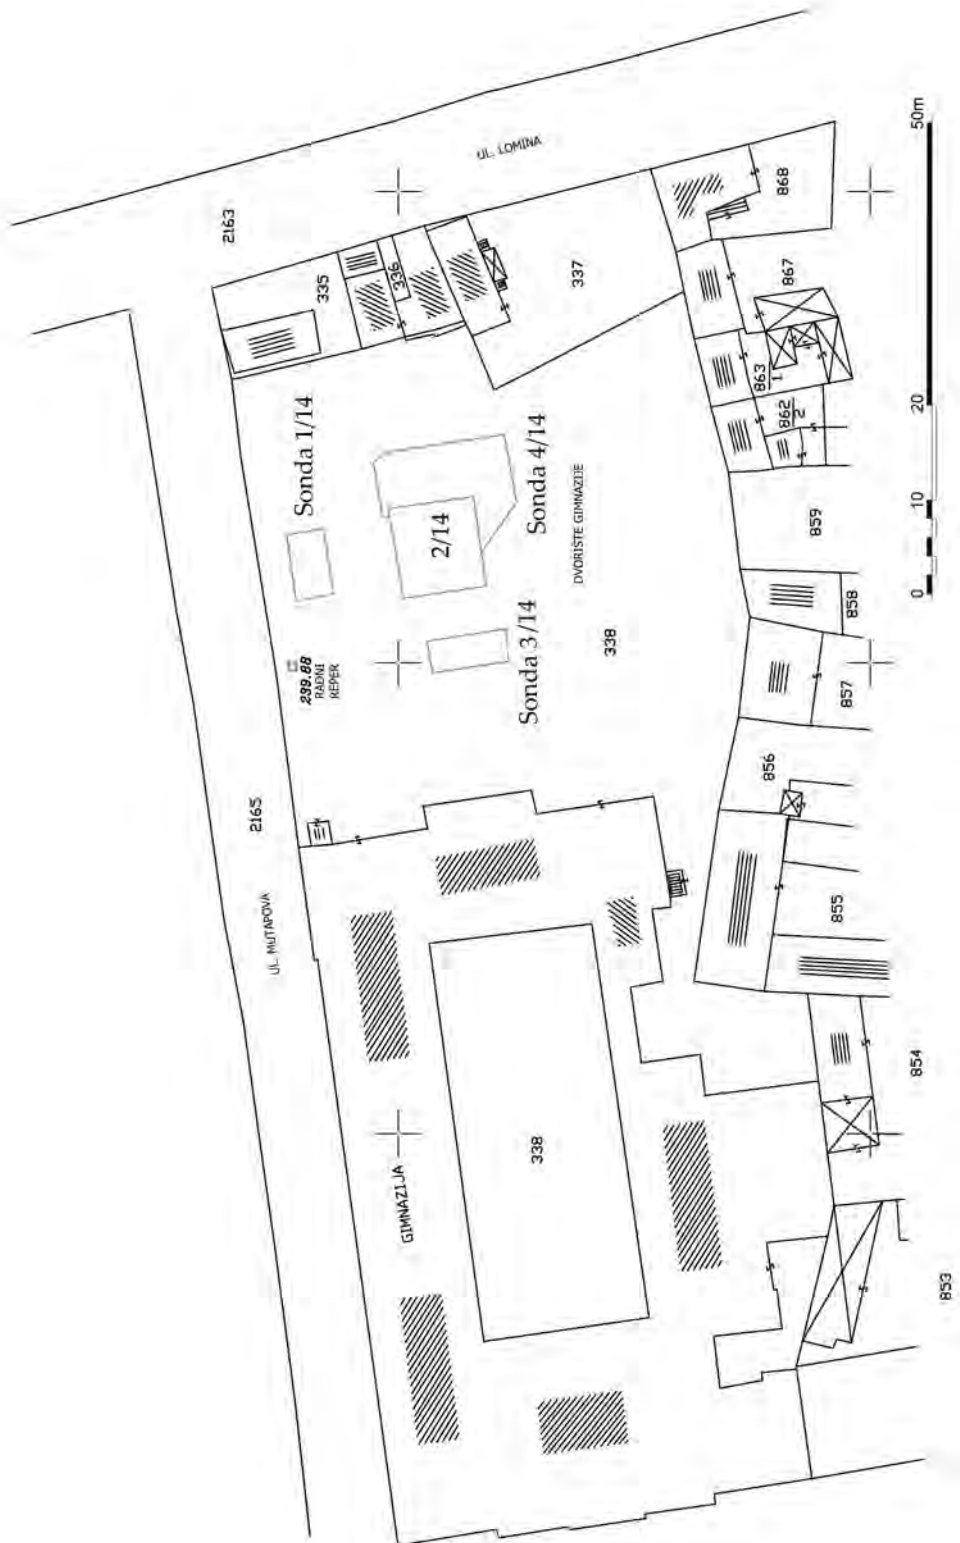 UL. LOMINA
2163
335
336
337
868
867
863
1
862
2
859
858
857
856
855
854
853
Sonda 1/14
2/14
Sonda 4/14
Sonda 3/14
DVORIŠTE GIMNAZIJE
338
239.88
RADNI
REPER
2165
UL. MUTAPOVA
GIMNAZIJA
338
0
10
20
50m